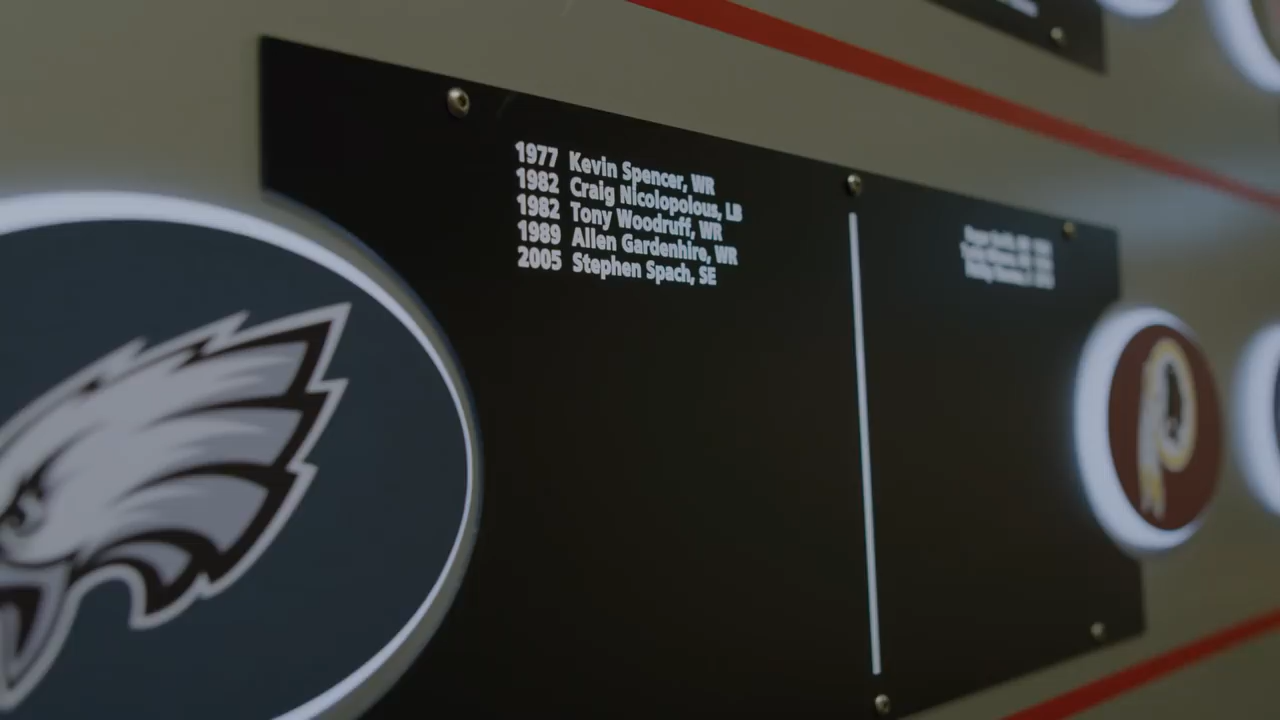 1977 Kevin Spencer, WR
1982 Craig Nicolopolous, LB
1982 Tony Woodruff, WR
1989 Allen Gardenhire, WR
2005 Stephen Spach, SE